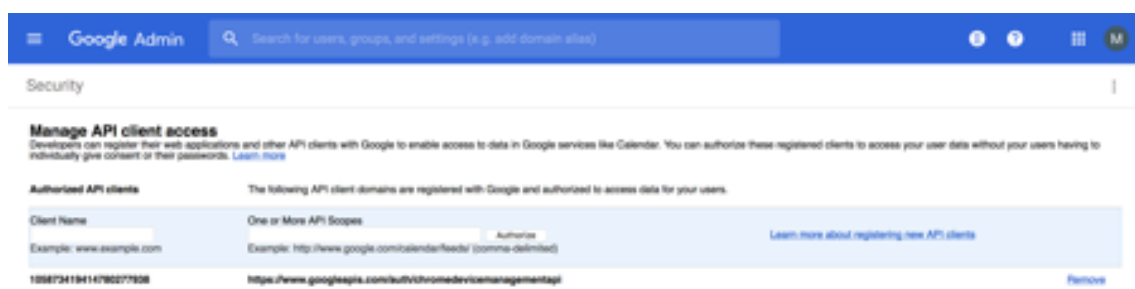 Google Admin
Search for users, groups, and settings (e.g. add domain alias)
M
Security
Manage API client access
Developers can register their web applications and other API clients with Google to enable access to data in Google services like Calendar. You can authorize these registered clients to access your user data without your users having to
individually give consent or their passwords. Learn more
Authorized API clients The following API client domains are registered with Google and authorized to access data for your users.
Client Name One or More API Scopes
Authorize Learn more about registering new API clients
Example: www.example.com Example: http://www.google.com/calendar/feeds/ (comma-delimited)
https://www.googleapis.com/auth/chromedevicemanagementapi Remove